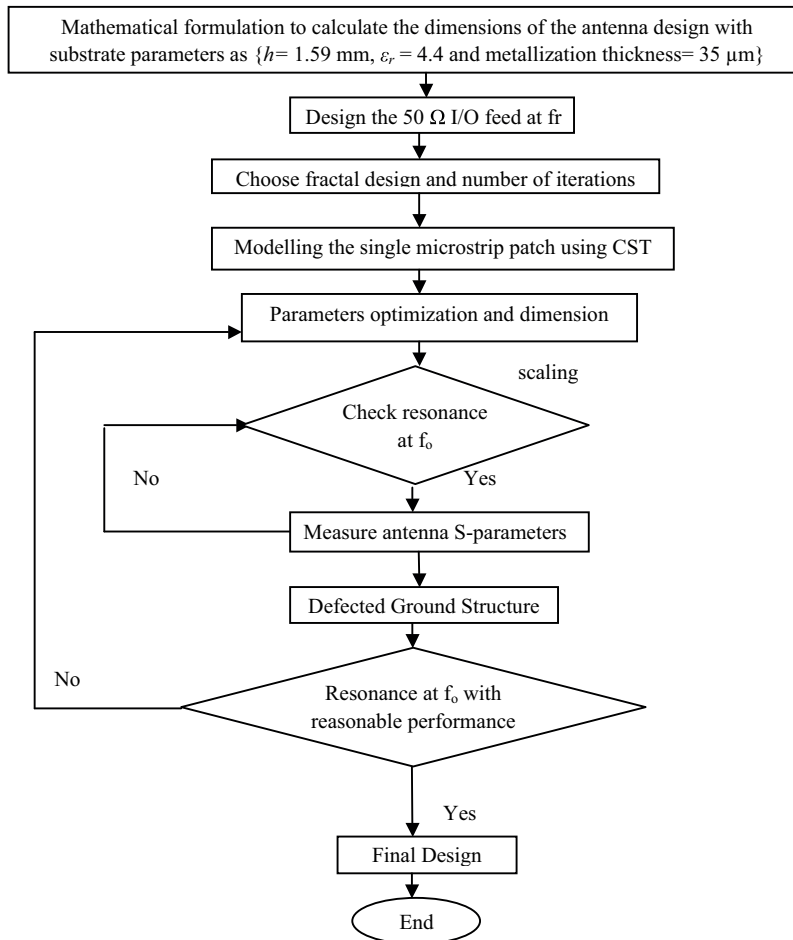 Mathematical formulation to calculate the dimensions of the antenna design with
substrate parameters as {h= 1.59 mm, εr = 4.4 and metallization thickness= 35 µm}
Design the 50 Ω I/O feed at fr
Choose fractal design and number of iterations
Modelling the single microstrip patch using CST
Parameters optimization and dimension
scaling
Check resonance
at fo
No
Yes
Measure antenna S-parameters
Defected Ground Structure
No
Resonance at fo with
reasonable performance
Yes
Final Design
End